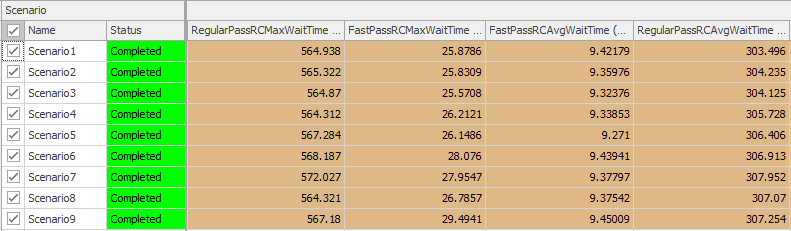 Scenario
Name Status RegularPassRCMaxWaitTime ... FastPassRCMaxWaitTime ... FastPassRCAvgWaitTime (... RegularPassRCAvgWaitTime ...
Scenario1 Completed 564.938 25.8786 9.42179 303.496
Scenario2 Completed 565.322 25.8309 9.35976 304.235
Scenario3 Completed 564.87 25.5708 9.32376 304.125
Scenario4 Completed 564.312 26.2121 9.33853 305.728
Scenario5 Completed 567.284 26.1486 9.271 306.406
Scenario6 Completed 568.187 28.076 9.43941 306.913
Scenario7 Completed 572.027 27.9547 9.37797 307.952
Scenario8 Completed 564.321 26.7857 9.37542 307.07
Scenario9 Completed 567.18 29.4941 9.45009 307.254